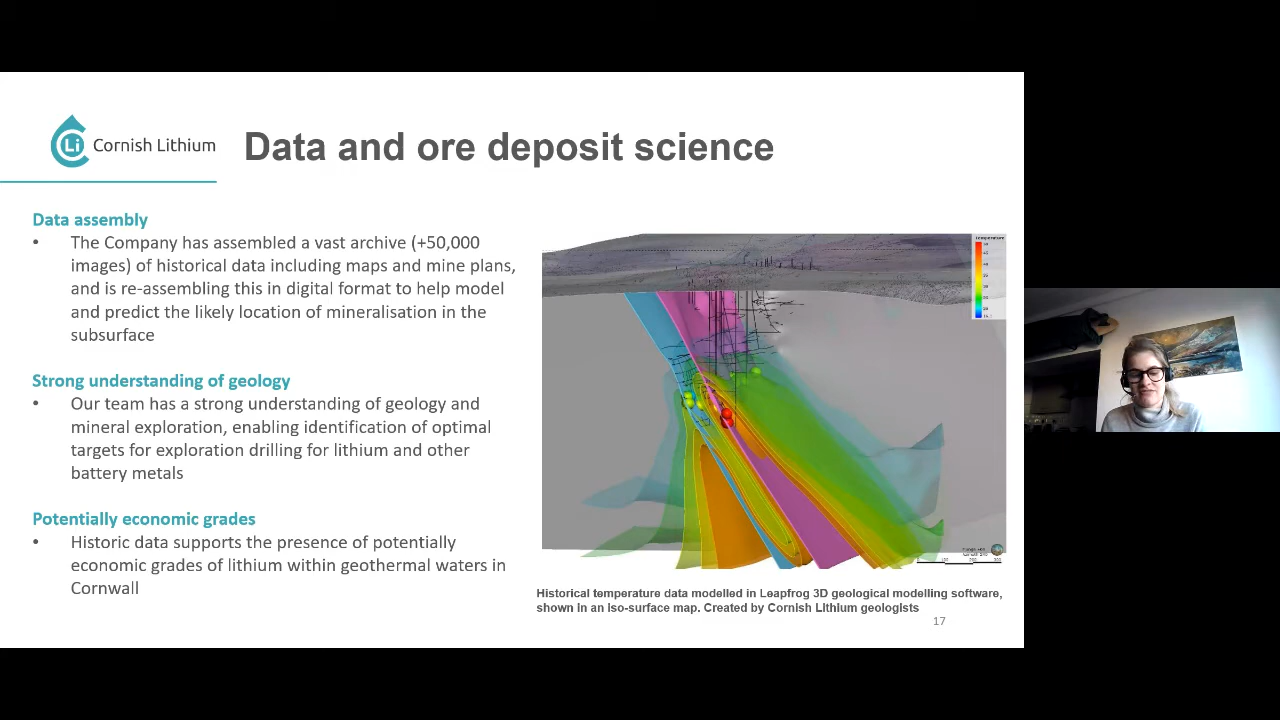 Li
Cornish Lithium
Data and ore deposit science
Data assembly
• The Company has assembled a vast archive (+50,000
images) of historical data including maps and mine plans,
and is re-assembling this in digital format to help model
and predict the likely location of mineralisation in the
subsurface
Strong understanding of geology
• Our team has a strong understanding of geology and
mineral exploration, enabling identification of optimal
targets for exploration drilling for lithium and other
battery metals
Potentially economic grades
• Historic data supports the presence of potentially
economic grades of lithium within geothermal waters in
Cornwall
temperature
Historical temperature data modelled in Leapfrog 3D geological modelling software,
shown in an iso-surface map. Created by Cornish Lithium geologists
17